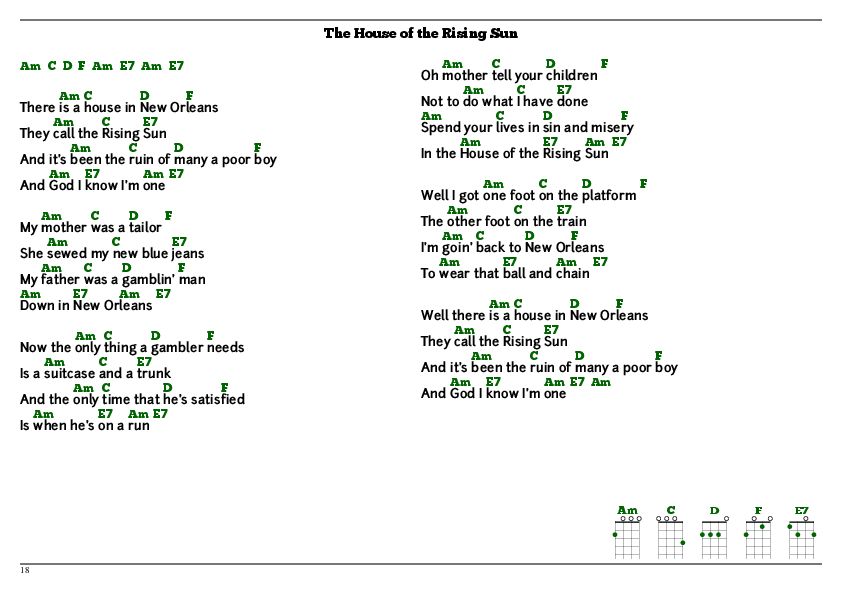 The House of the Rising Sun
Am C D F Am E7 Am E7
Am C D F
There is a house in New Orleans
Am C E7
They call the Rising Sun
Am C D F
And it's been the ruin of many a poor boy
Am E7 Am E7
And God I know I'm one
Am C D F
My mother was a tailor
Am C E7
She sewed my new blue jeans
Am C D F
My father was a gamblin' man
Am E7 Am E7
Down in New Orleans
Am C D F
Now the only thing a gambler needs
Am C E7
Is a suitcase and a trunk
Am C D F
And the only time that he's satisfied
Am E7 Am E7
Is when he's on a run
Am C D F
Oh mother tell your children
Am C E7
Not to do what I have done
Am C D F
Spend your lives in sin and misery
Am E7 Am E7
In the House of the Rising Sun
Am C D F
Well I got one foot on the platform
Am C E7
The other foot on the train
Am C D F
I'm goin' back to New Orleans
Am E7 Am E7
To wear that ball and chain
Am C D F
Well there is a house in New Orleans
Am C E7
They call the Rising Sun
Am C D F
And it's been the ruin of many a poor boy
Am E7 Am E7 Am
And God I know I'm one
Am C D F E7
18